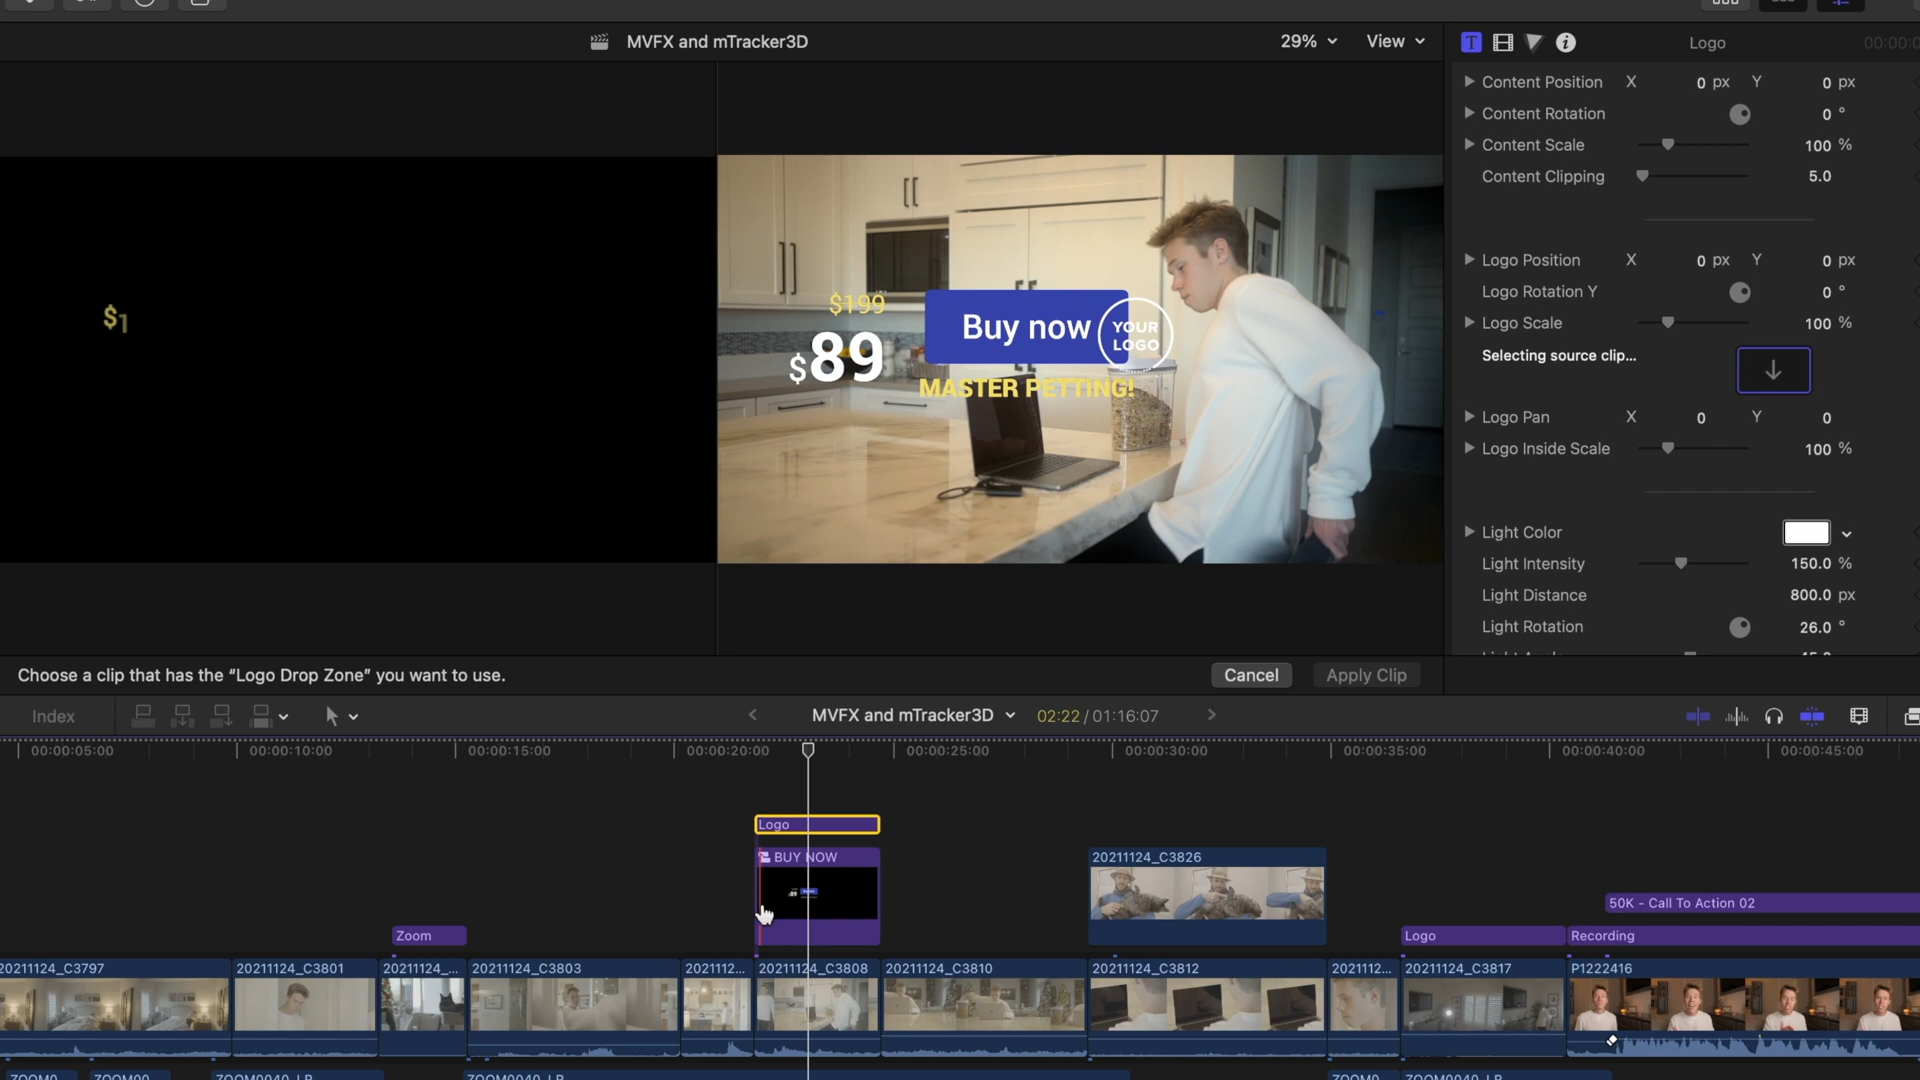 MVFX and mTracker3D
29%
View
Logo
00:00:0
Content Position X 0 px Y 0 px
Content Rotation 0 °
Content Scale 100 %
Content Clipping 5.0
Logo Position X 0 px Y 0 px
Logo Rotation Y 0 °
Logo Scale 100 %
Selecting source clip...
Logo Pan X 0 Y 0
Logo Inside Scale 100 %
Light Color
Light Intensity 150.0 %
Light Distance 800.0 px
Light Rotation 26.0 °
$1
$199
$89
Buy now
YOUR
LOGO
MASTER PETTING!
Choose a clip that has the “Logo Drop Zone” you want to use.
Cancel
Apply Clip
Index
MVFX and mTracker3D
02:22 / 01:16:07
00:00:05:00
00:00:10:00
00:00:15:00
00:00:20:00
00:00:25:00
00:00:30:00
00:00:35:00
00:00:40:00
00:00:45:00
Logo
BUY NOW
20211124_C3826
50K - Call To Action 02
Zoom
Logo
Recording
20211124_C3797
20211124_C3801
20211124_...
20211124_C3803
2021112...
20211124_C3808
20211124_C3810
20211124_C3812
2021112...
20211124_C3817
P1222416